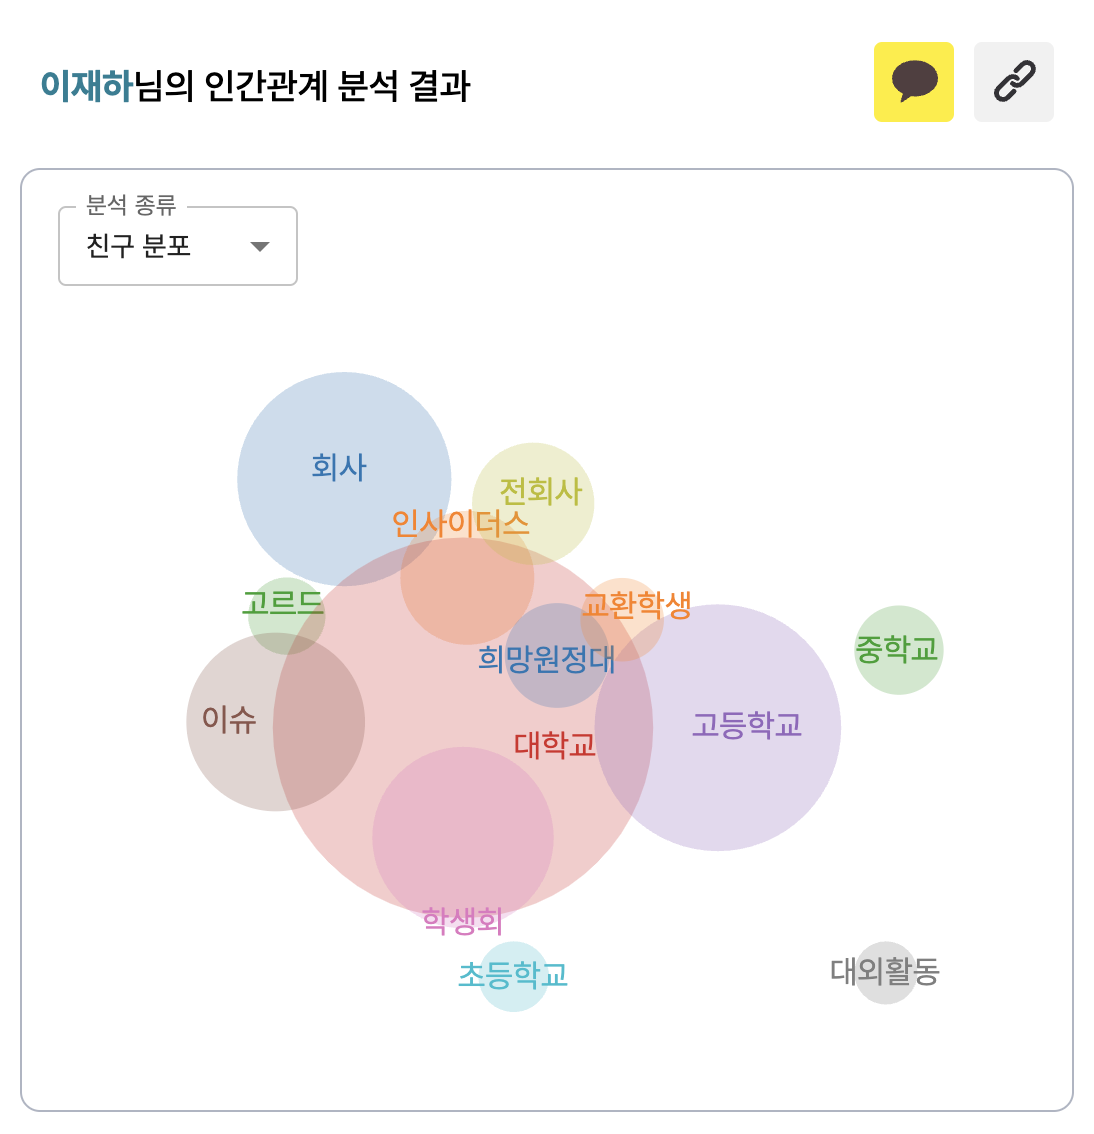 이재하님의 인간관계 분석 결과
분석 종류
친구 분포
회사
전회사
인사이더스
고르드
교환학생
중학교
희망원정대
이슈
고등학교
대학교
학생회
초등학교
대외활동